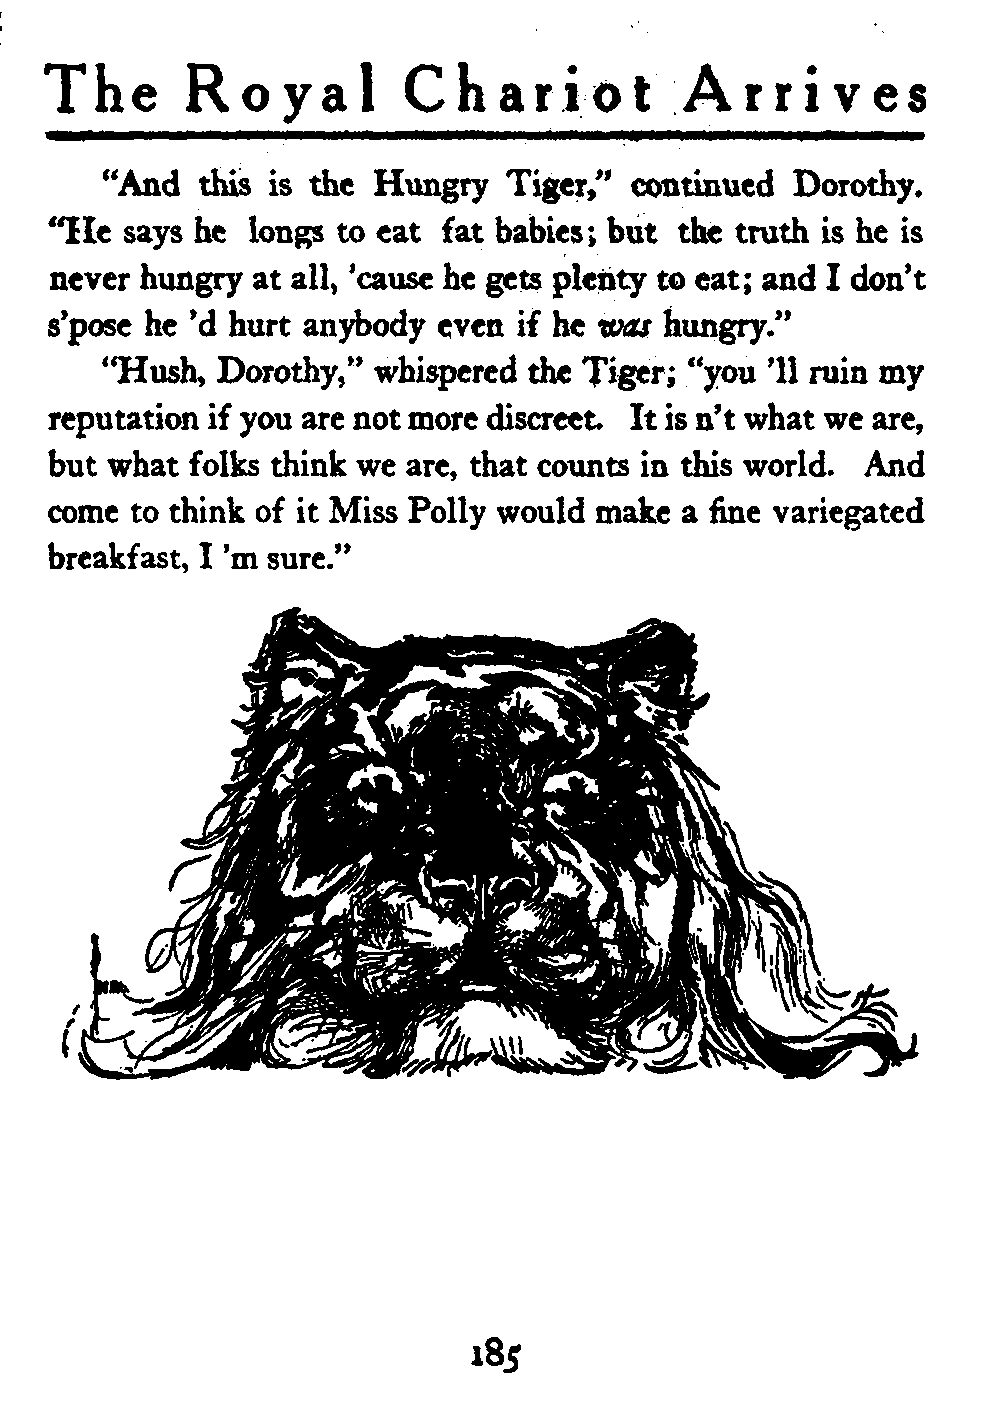 The Royal Chariot Arrives
“And this is the Hungry Tiger,” continued Dorothy.
“He says he longs to eat fat babies; but the truth is he is
never hungry at all, ’cause he gets plenty to eat; and I don’t
s’pose he ’d hurt anybody even if he was hungry.”
“Hush, Dorothy,” whispered the Tiger; “you ’ll ruin my
reputation if you are not more discreet. It is n’t what we are,
but what folks think we are, that counts in this world. And
come to think of it Miss Polly would make a fine variegated
breakfast, I ’m sure.”
185